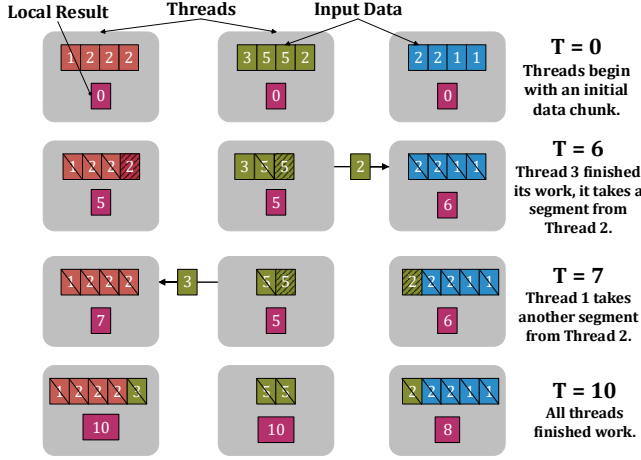 Local Result Threads Input Data
1 2 2 2 3 5 5 2 2 2 1 1
0 0 0
T = 0
Threads begin
with an initial
data chunk.
1 2 2 2 3 5 5 2 2 2 1 1
5 5 6
T = 6
Thread 3 finished
its work, it takes a
segment from
Thread 2.
1 2 2 2 3 5 5 2 2 2 1 1
7 5 6
T = 7
Thread 1 takes
another segment
from Thread 2.
1 2 2 2 3 5 5 2 2 2 1 1
10 10 8
T = 10
All threads
finished work.